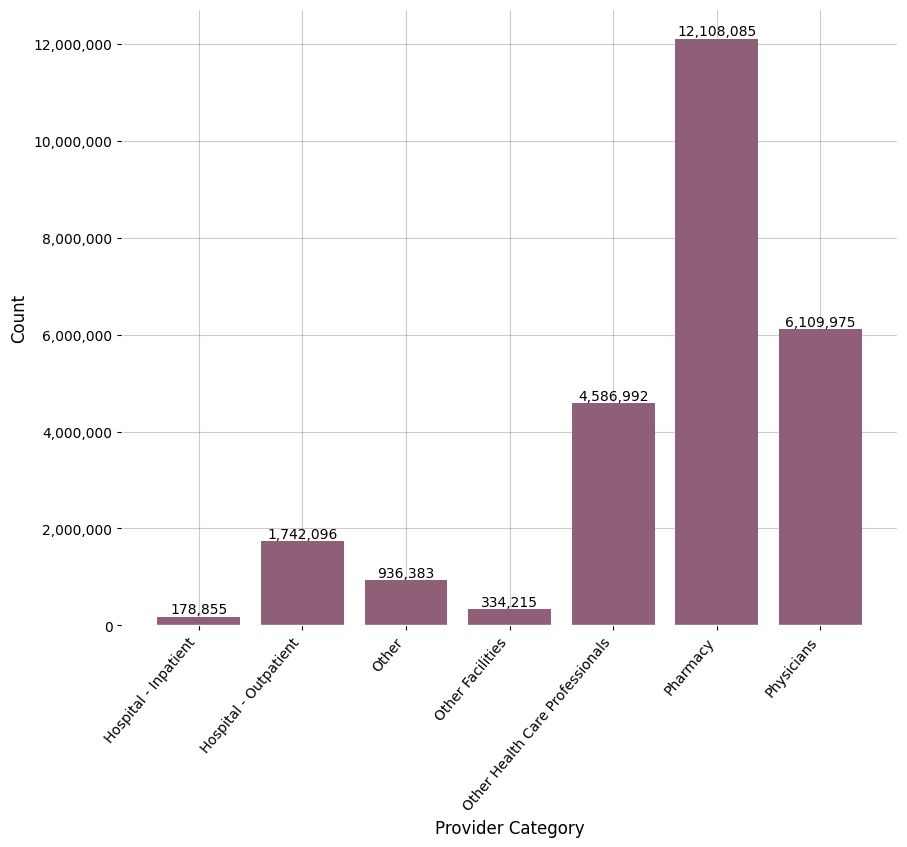 12,000,000
10,000,000
8,000,000
6,000,000
4,000,000
2,000,000
0
Count
178,855
1,742,096
936,383
334,215
4,586,992
12,108,085
6,109,975
Hospital - Inpatient
Hospital - Outpatient
Other
Other Facilities
Other Health Care Professionals
Pharmacy
Physicians
Provider Category